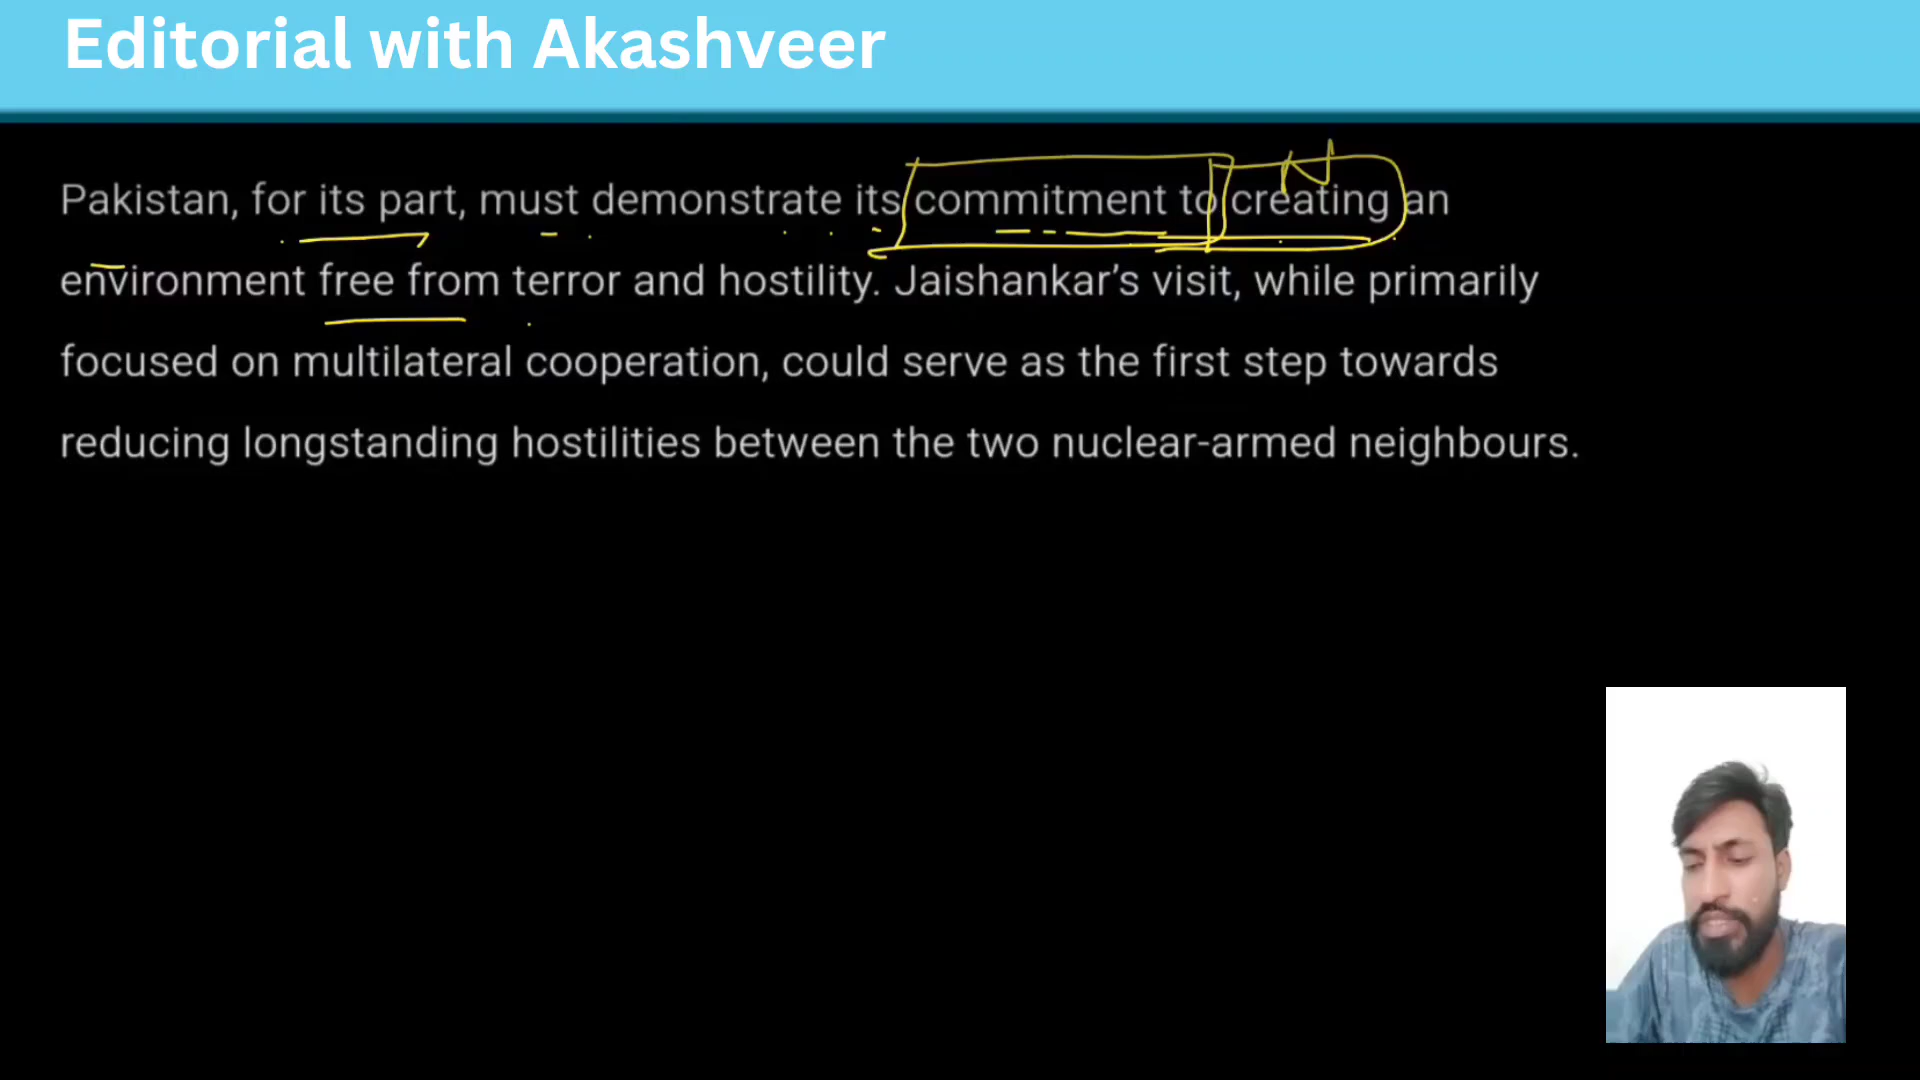 Editorial with Akashveer
N
Pakistan, for its part, must demonstrate its commitment to creating an
environment free from terror and hostility. Jaishankar’s visit, while primarily
focused on multilateral cooperation, could serve as the first step towards
reducing longstanding hostilities between the two nuclear-armed neighbours.